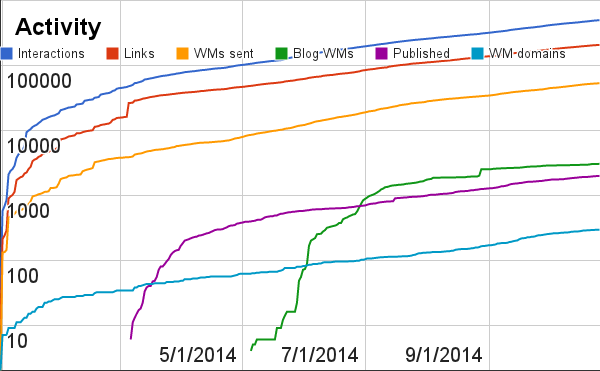 Activity
Interactions Links WMs sent Blog WMs Published WM domains
100000
10000
1000
100
10
5/1/2014 7/1/2014 9/1/2014